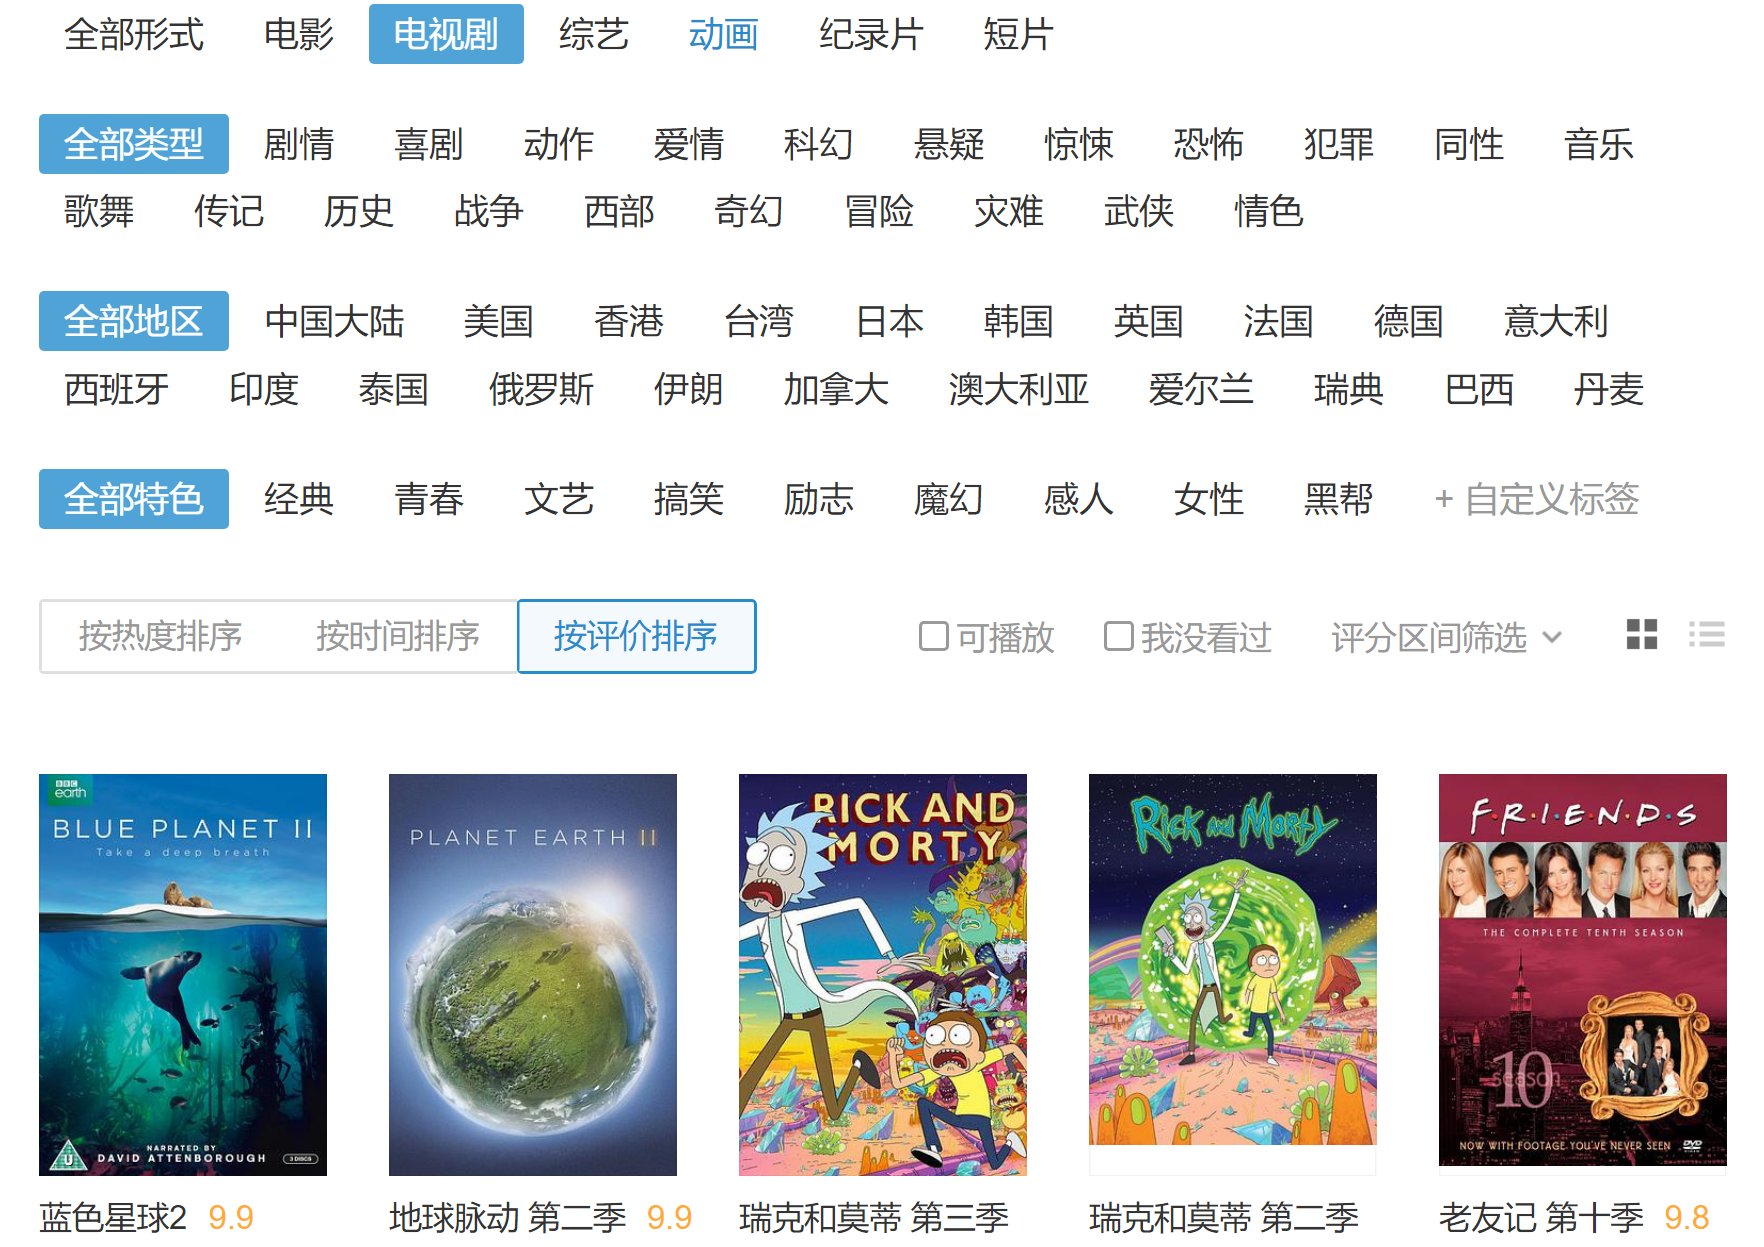 全部形式 电影 电视剧 综艺 动画 纪录片 短片
全部类型 剧情 喜剧 动作 爱情 科幻 悬疑 惊悚 恐怖 犯罪 同性 音乐
歌舞 传记 历史 战争 西部 奇幻 冒险 灾难 武侠 情色
全部地区 中国大陆 美国 香港 台湾 日本 韩国 英国 法国 德国 意大利
西班牙 印度 泰国 俄罗斯 伊朗 加拿大 澳大利亚 爱尔兰 瑞典 巴西 丹麦
全部特色 经典 青春 文艺 搞笑 励志 魔幻 感人 女性 黑帮 + 自定义标签
按热度排序 按时间排序 按评价排序 可播放 我没看过 评分区间筛选
BBC
earth
BLUE PLANET II
Take a deep breath
U
NARRATED BY
DAVID ATTENBOROUGH
3 DISCS
PLANET EARTH II
RICK AND
MORTY
Rick and Morty
F·R·I·E·N·D·S
THE COMPLETE TENTH SEASON
10
season
NOW WITH FOOTAGE YOU'VE NEVER SEEN
DVD
蓝色星球2 9.9 地球脉动 第二季 9.9 瑞克和莫蒂 第三季 瑞克和莫蒂 第二季 老友记 第十季 9.8